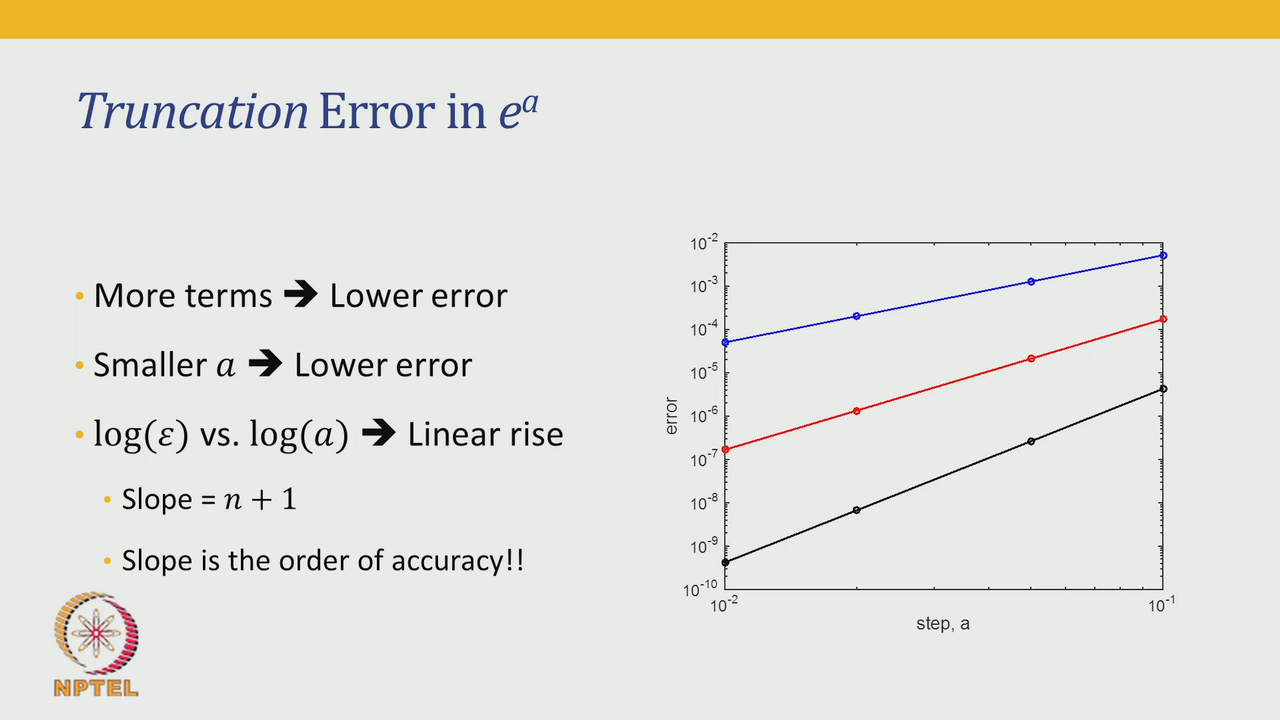 Truncation Error in eᵃ
• More terms 🡲 Lower error
• Smaller a 🡲 Lower error
• log(ε) vs. log(a) 🡲 Linear rise
• Slope = n + 1
• Slope is the order of accuracy!!
NPTEL
10⁻²
10⁻³
10⁻⁴
10⁻⁵
10⁻⁶
10⁻⁷
10⁻⁸
10⁻⁹
10⁻¹⁰
error
10⁻² 10⁻¹
step, a